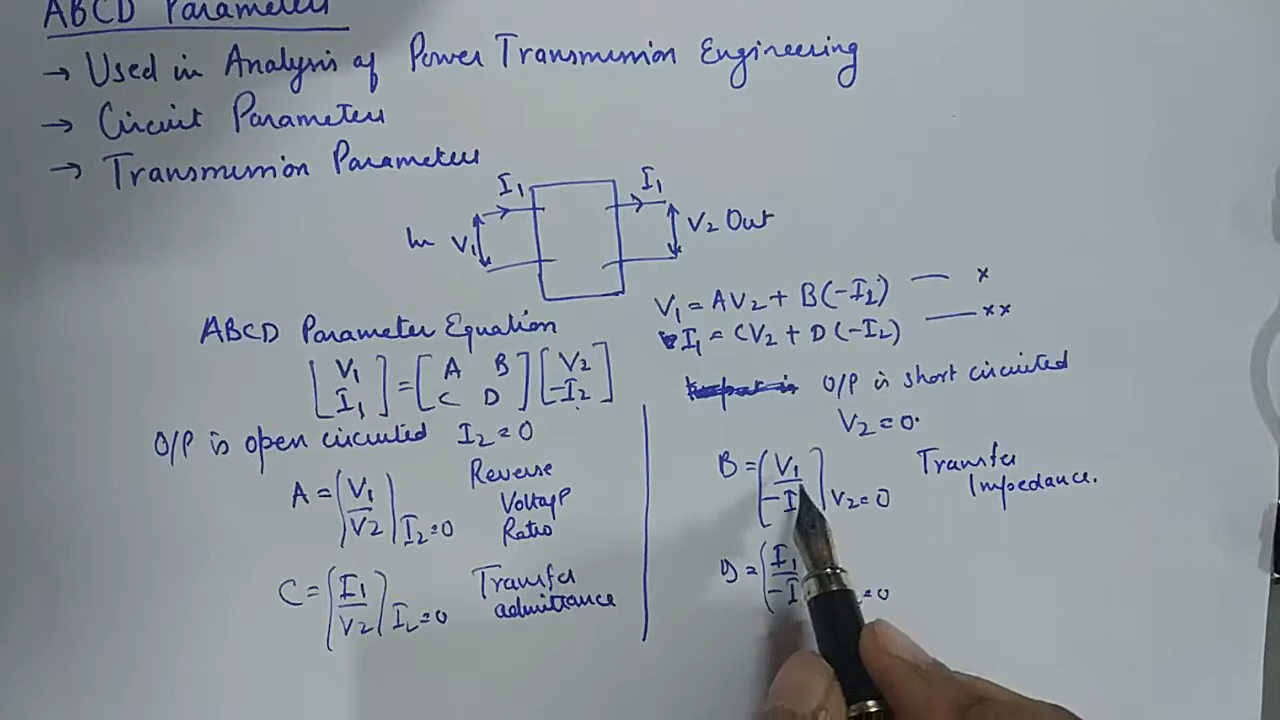 ABCD Parameters
→ Used in Analysis of Power Transmission Engineering
→ Circuit Parameters
→ Transmission Parameters
I₁ I₁
In V₁ V₂ Out
V₁ = AV₂ + B(-I₂) — x
I₁ = CV₂ + D(-I₂) — xx
ABCD Parameter Equation
[V₁ I₁] = [A B C D] [V₂ -I₂]
O/P is short circuited
V₂ = 0.
O/P is open circuited I₂ = 0
A = (V₁/V₂) I₂ = 0 Reverse
Voltage
Ratio
C = (I₁/V₂) I₂ = 0 Transfer
admittance
B = (V₁/-I) V₂ = 0 Transfer
Impedance.
D = (I₁/-I) = 0